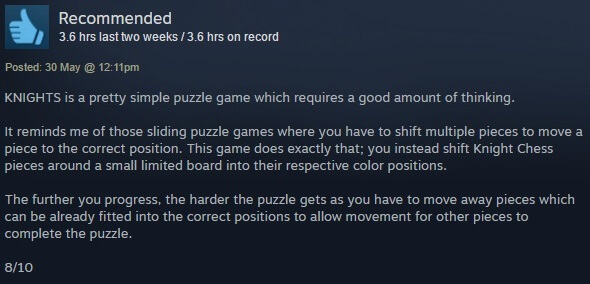 Recommended
3.6 hrs last two weeks / 3.6 hrs on record
Posted: 30 May @ 12:11pm
KNIGHTS is a pretty simple puzzle game which requires a good amount of thinking.
It reminds me of those sliding puzzle games where you have to shift multiple pieces to move a
piece to the correct position. This game does exactly that; you instead shift Knight Chess
pieces around a small limited board into their respective color positions.
The further you progress, the harder the puzzle gets as you have to move away pieces which
can be already fitted into the correct positions to allow movement for other pieces to
complete the puzzle.
8/10